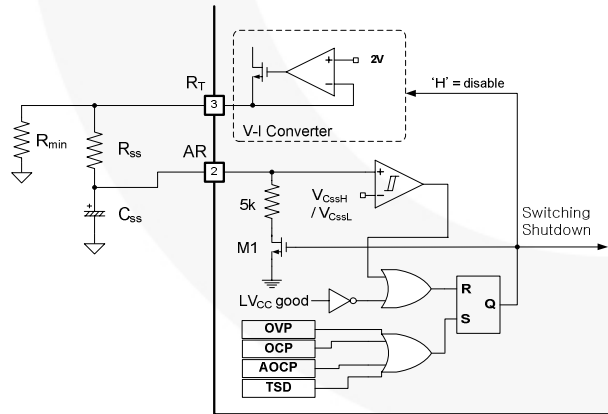 2V
R_T
3
'H' = disable
V-I Converter
R_min
R_ss
AR
2
C_ss
5k
V_CssH
/ V_CssL
Switching
Shutdown
M1
LV_CC good
R
Q
S
OVP
OCP
AOCP
TSD
+
−
+
−
+